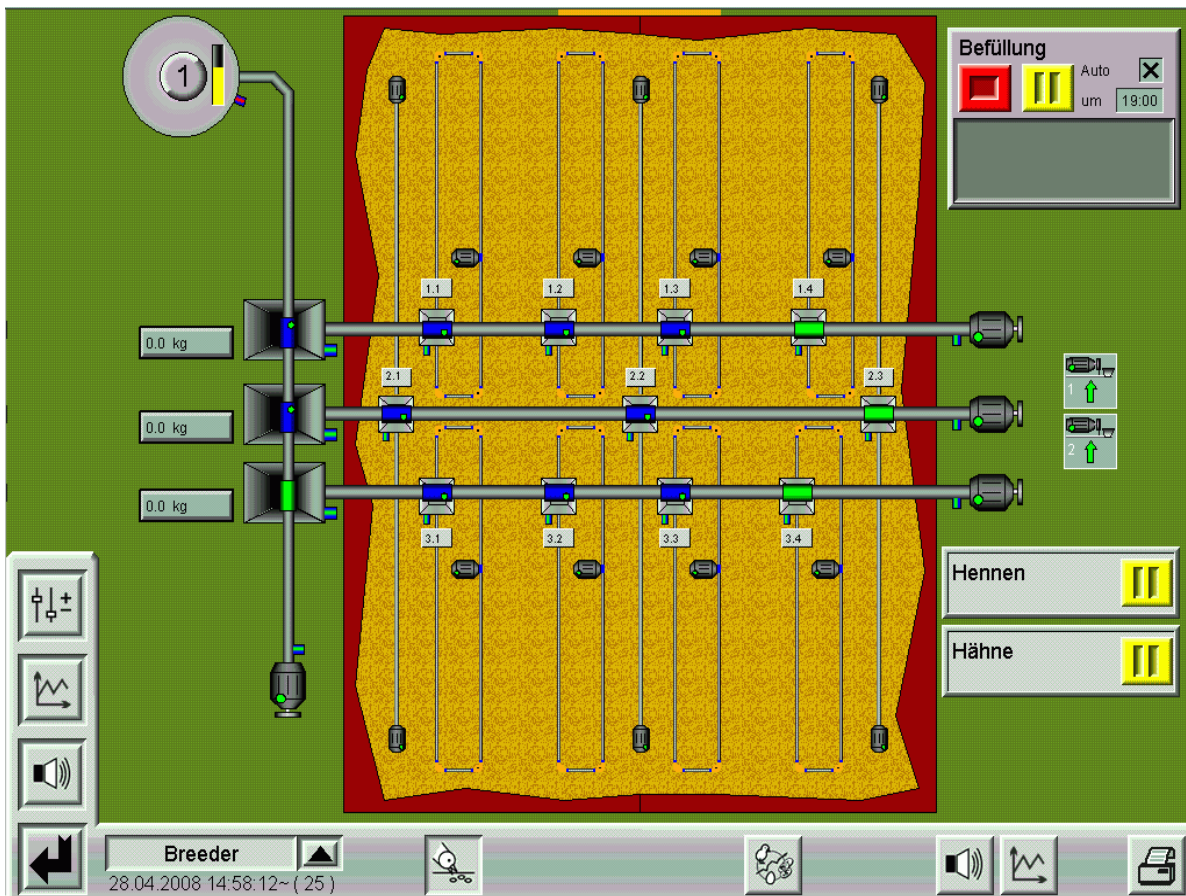 1
Befüllung
Auto
um 19:00
1.1 1.2 1.3 1.4
0.0 kg
2.1 2.2 2.3
1
0.0 kg
2
0.0 kg
3.1 3.2 3.3 3.4
Hennen
Hähne
Breeder
28.04.2008 14:58:12~ ( 25 )